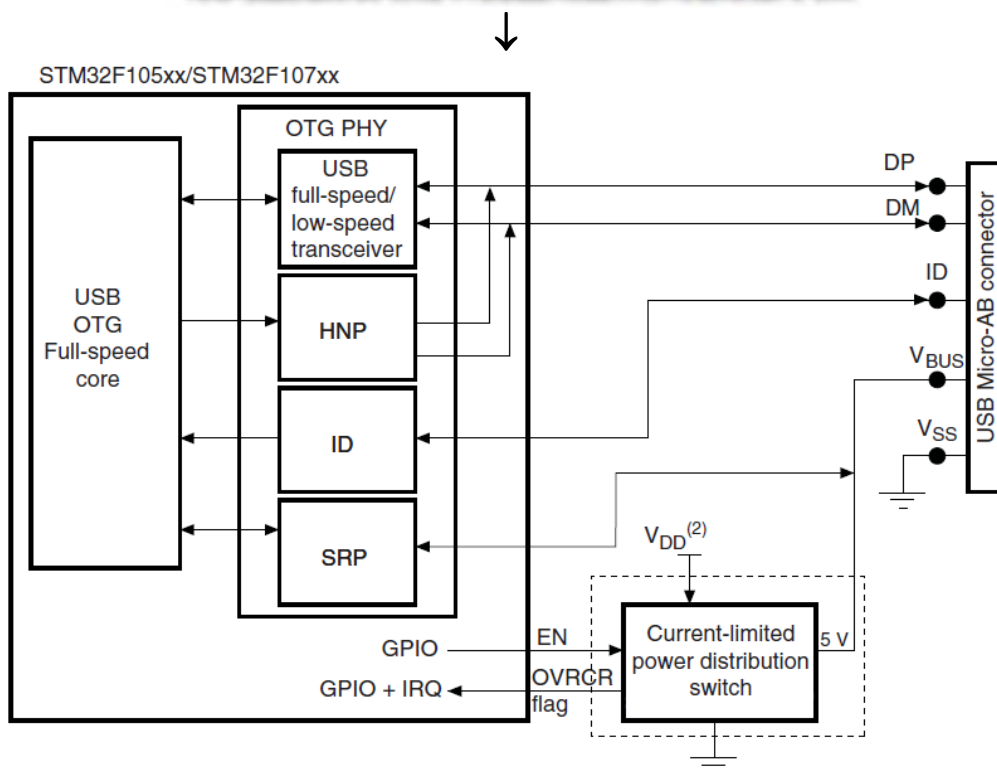 STM32F105xx/STM32F107xx
OTG PHY
USB
full-speed/
low-speed
transceiver
USB
OTG
Full-speed
core
HNP
ID
SRP
DP
DM
ID
VBUS
VSS
USB Micro-AB connector
VDD(2)
GPIO
EN
GPIO + IRQ
OVRCR
flag
Current-limited
power distribution
switch
5 V